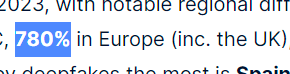 2023, with notable regional diff
, 780% in Europe (inc. the UK),
deepfakes the most is Spain